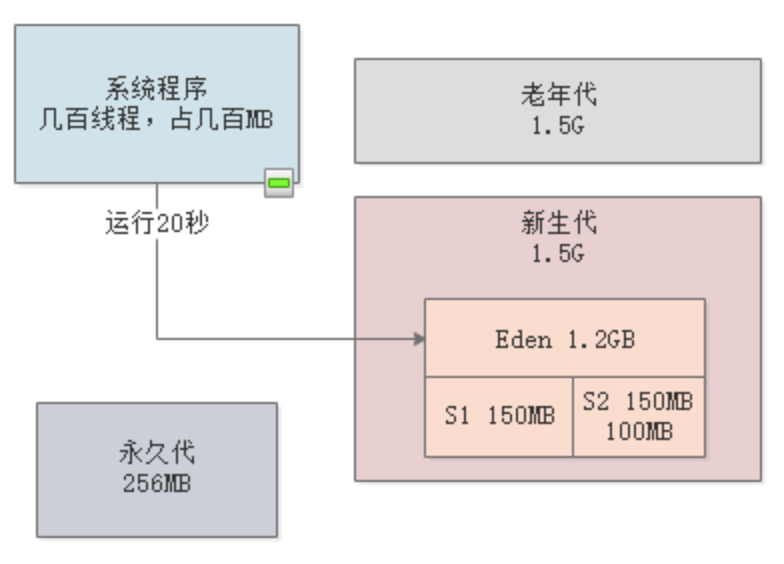 系统程序
几百线程，占几百MB
运行20秒
老年代
1.5G
新生代
1.5G
Eden 1.2GB
S1 150MB
S2 150MB
100MB
永久代
256MB